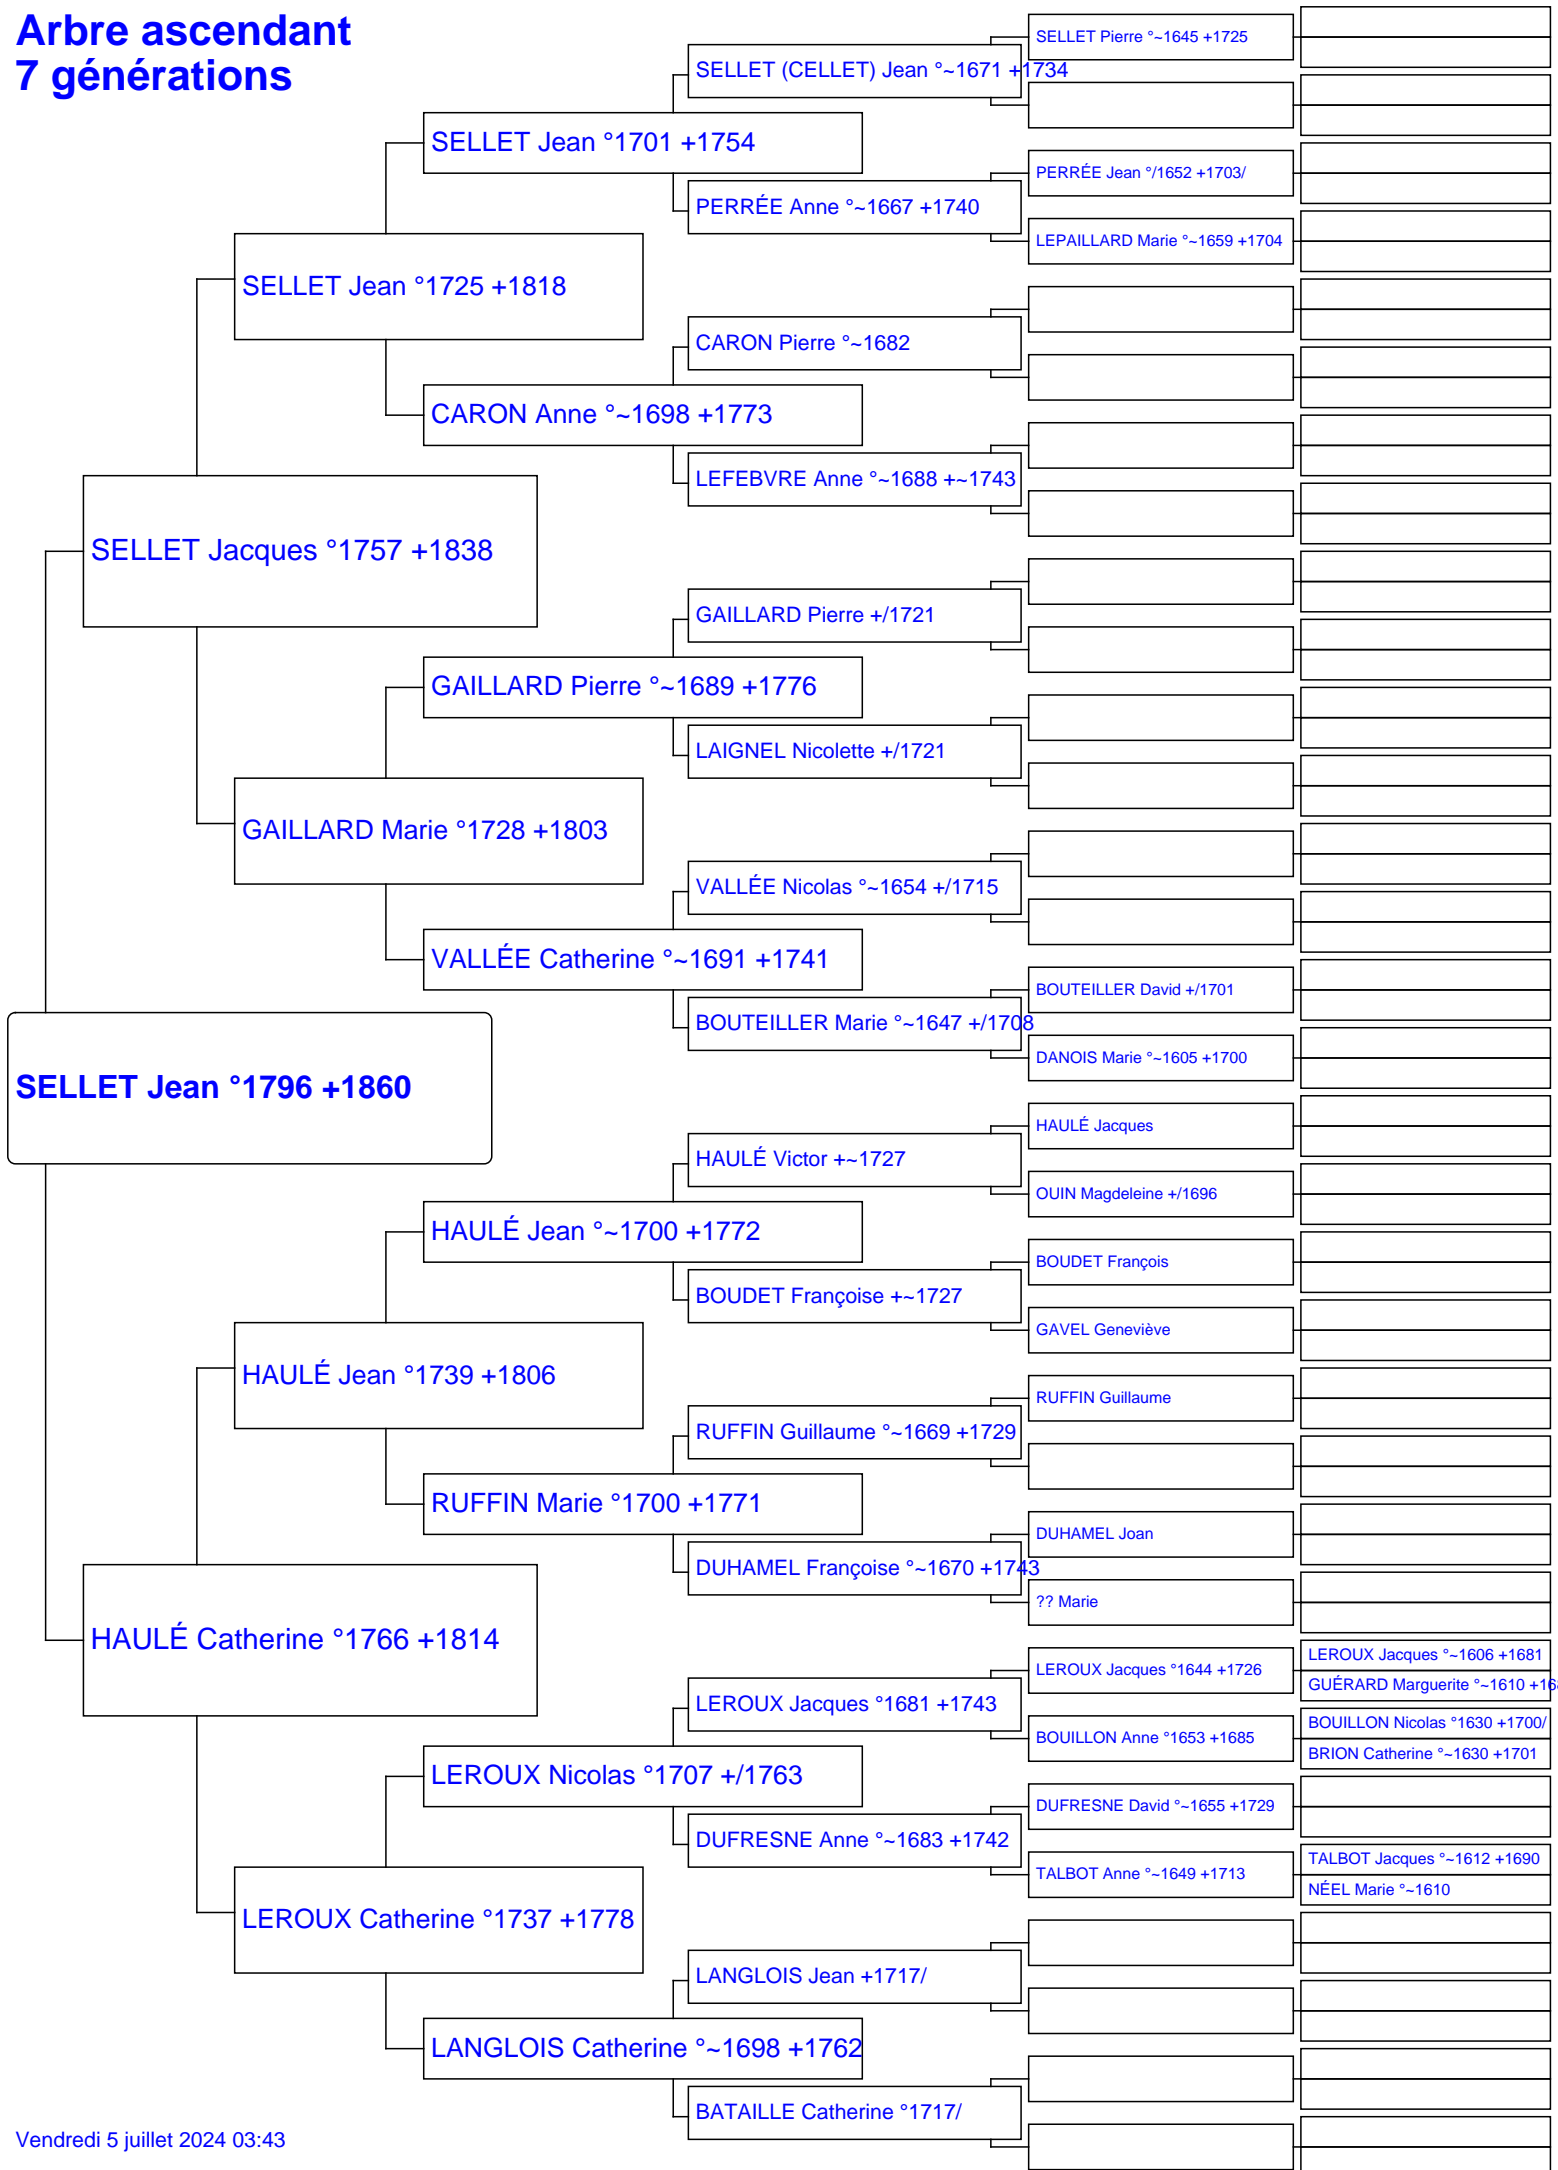 Arbre ascendant
7 générations
SELLET Pierre °~1645 +1725
SELLET (CELLET) Jean °~1671 +1734
SELLET Jean °1701 +1754
PERRÉE Jean °/1652 +1703/
PERRÉE Anne °~1667 +1740
LEPAILLARD Marie °~1659 +1704
SELLET Jean °1725 +1818
CARON Pierre °~1682
CARON Anne °~1698 +1773
LEFEBVRE Anne °~1688 +~1743
SELLET Jacques °1757 +1838
GAILLARD Pierre +/1721
GAILLARD Pierre °~1689 +1776
LAIGNEL Nicolette +/1721
GAILLARD Marie °1728 +1803
VALLÉE Nicolas °~1654 +/1715
VALLÉE Catherine °~1691 +1741
BOUTEILLER David +/1701
BOUTEILLER Marie °~1647 +/1708
DANOIS Marie °~1605 +1700
SELLET Jean °1796 +1860
HAULÉ Jacques
HAULÉ Victor +~1727
OUIN Magdeleine +/1696
HAULÉ Jean °~1700 +1772
BOUDET François
BOUDET Françoise +~1727
GAVEL Geneviève
HAULÉ Jean °1739 +1806
RUFFIN Guillaume
RUFFIN Guillaume °~1669 +1729
RUFFIN Marie °1700 +1771
DUHAMEL Joan
DUHAMEL Françoise °~1670 +1743
?? Marie
HAULÉ Catherine °1766 +1814
LEROUX Jacques °~1606 +1681
LEROUX Jacques °1644 +1726
GUÉRARD Marguerite °~1610 
LEROUX Jacques °1681 +1743
BOUILLON Nicolas °1630 +1700/
BOUILLON Anne °1653 +1685
BRION Catherine °~1630 +1701
LEROUX Nicolas °1707 +/1763
DUFRESNE David °~1655 +1729
DUFRESNE Anne °~1683 +1742
TALBOT Jacques °~1612 +1690
TALBOT Anne °~1649 +1713
NÉEL Marie °~1610
LEROUX Catherine °1737 +1778
LANGLOIS Jean +1717/
LANGLOIS Catherine °~1698 +1762
BATAILLE Catherine °1717/
Vendredi 5 juillet 2024 03:43